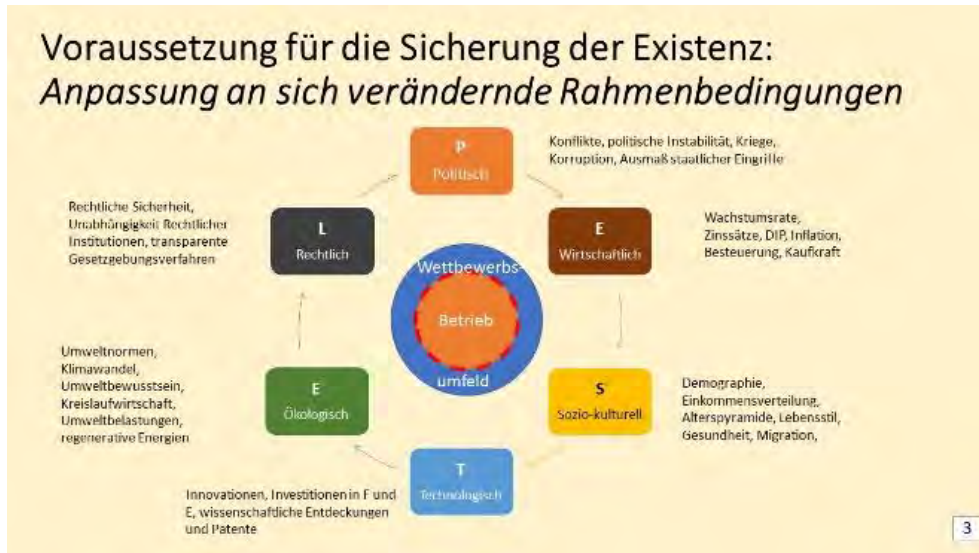 Voraussetzung für die Sicherung der Existenz:
Anpassung an sich verändernde Rahmenbedingungen
P
Politisch
Konflikte, politische Instabilität, Kriege,
Korruption, Ausmaß staatlicher Eingriffe
E
Wirtschaftlich
Wachstumsrate,
Zinssätze, DIP, Inflation,
Besteuerung, Kaufkraft
S
Sozio-kulturell
Demographie,
Einkommensverteilung,
Alterspyramide, Lebensstil,
Gesundheit, Migration,
T
Technologisch
Innovationen, Investitionen in F und
E, wissenschaftliche Entdeckungen
und Patente
E
Ökologisch
Umweltnormen,
Klimawandel,
Umweltbewusstsein,
Kreislaufwirtschaft,
Umweltbelastungen,
regenerative Energien
L
Rechtlich
Rechtliche Sicherheit,
Unabhängigkeit Rechtlicher
Institutionen, transparente
Gesetzgebungsverfahren
Wettbewerbs-
Betrieb
umfeld
3